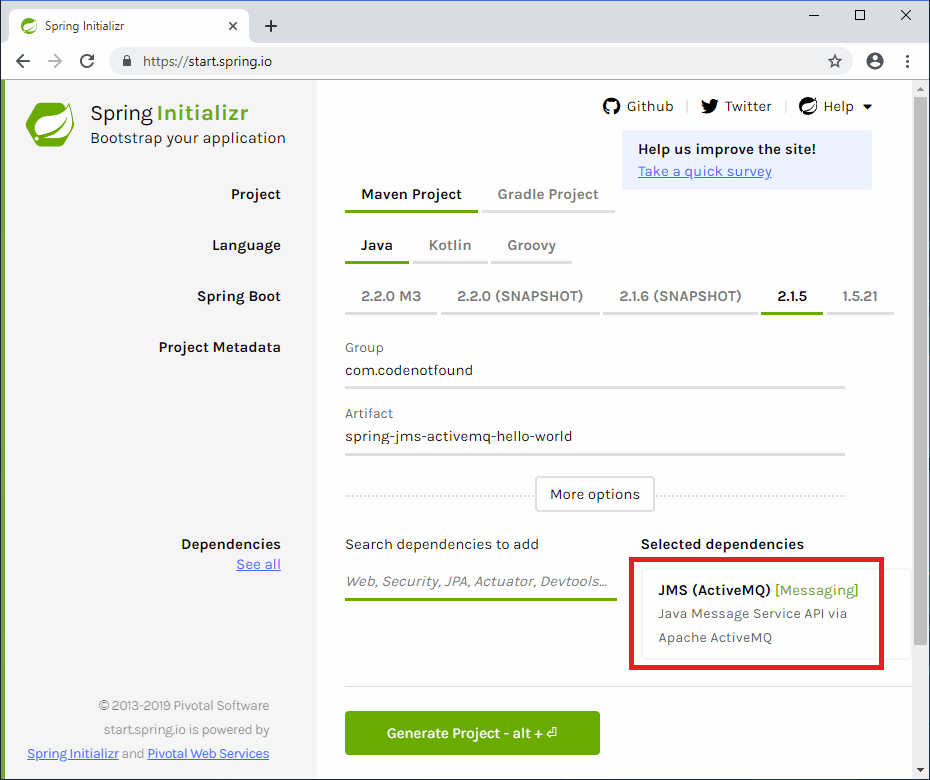 Spring Initializr
https://start.spring.io
Spring Initializr
Bootstrap your application
Github
Twitter
Help
Help us improve the site!
Take a quick survey
Project
Maven Project
Gradle Project
Language
Java
Kotlin
Groovy
Spring Boot
2.2.0 M3
2.2.0 (SNAPSHOT)
2.1.6 (SNAPSHOT)
2.1.5
1.5.21
Project Metadata
Group
com.codenotfound
Artifact
spring-jms-activemq-hello-world
More options
Dependencies
See all
Search dependencies to add
Web, Security, JPA, Actuator, Devtools...
Selected dependencies
JMS (ActiveMQ) [Messaging]
Java Message Service API via
Apache ActiveMQ
© 2013-2019 Pivotal Software
start.spring.io is powered by
Spring Initializr and Pivotal Web Services
Generate Project - alt + ⏎